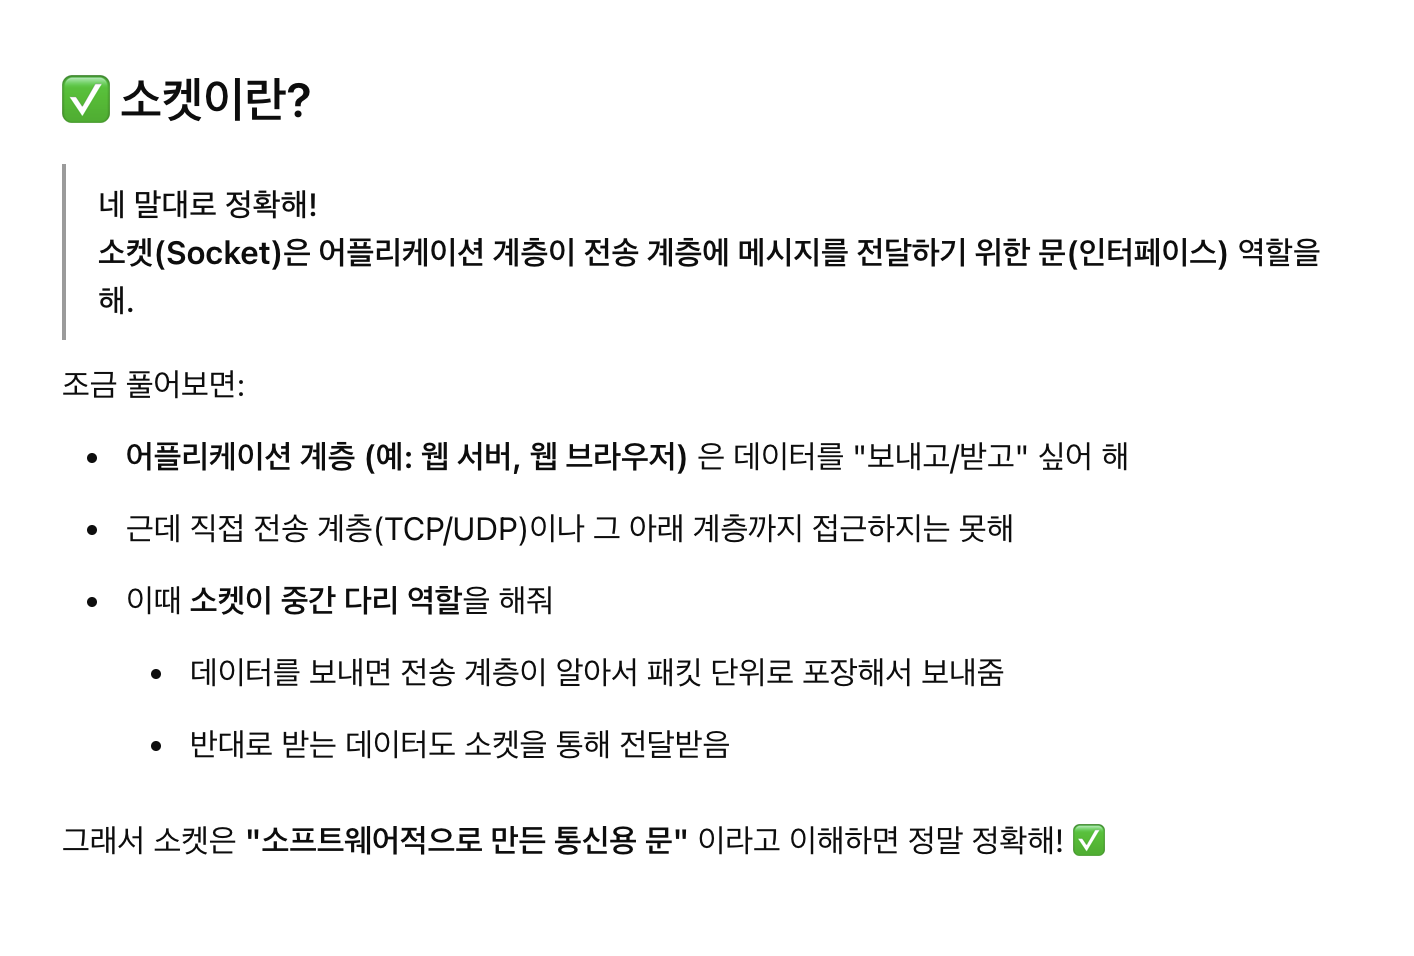 ✅ 소켓이란?
네 말대로 정확해!
소켓(Socket)은 어플리케이션 계층이 전송 계층에 메시지를 전달하기 위한 문(인터페이스) 역할을
해.
조금 풀어보면:
• 어플리케이션 계층 (예: 웹 서버, 웹 브라우저) 은 데이터를 "보내고/받고" 싶어 해
• 근데 직접 전송 계층(TCP/UDP)이나 그 아래 계층까지 접근하지는 못해
• 이때 소켓이 중간 다리 역할을 해줘
• 데이터를 보내면 전송 계층이 알아서 패킷 단위로 포장해서 보내줌
• 반대로 받는 데이터도 소켓을 통해 전달받음
그래서 소켓은 "소프트웨어적으로 만든 통신용 문" 이라고 이해하면 정말 정확해! ✅